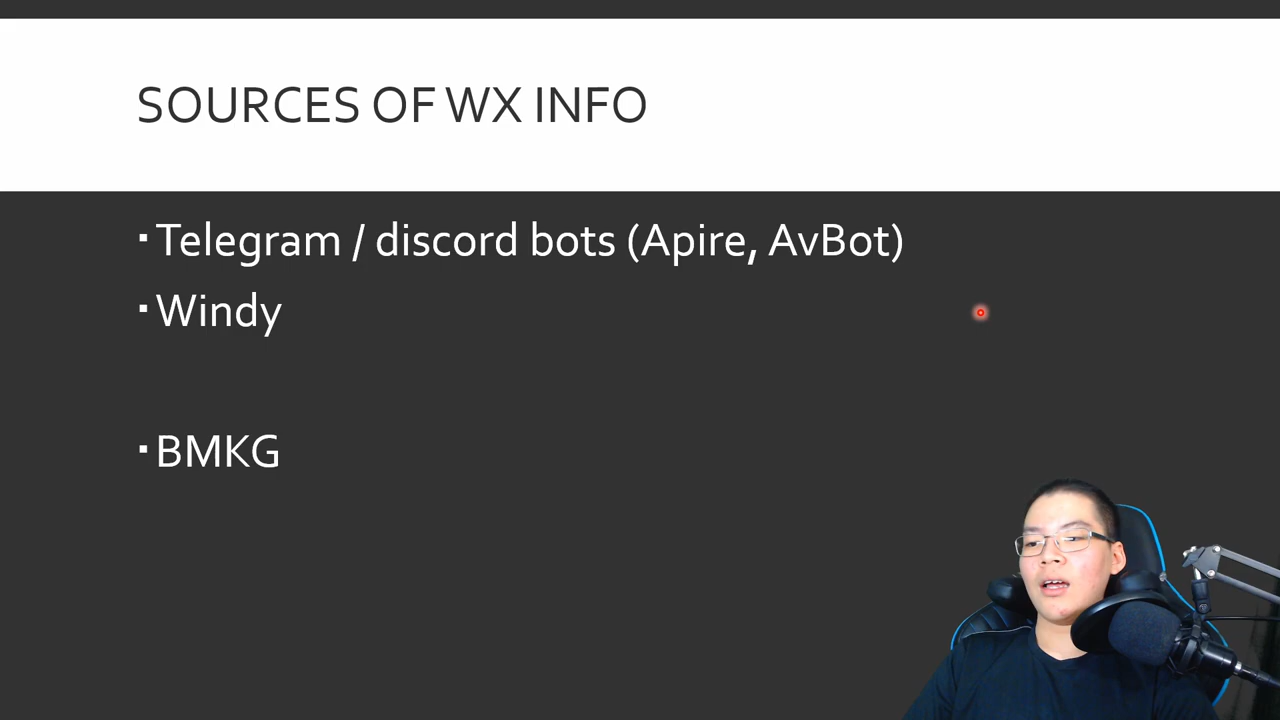 SOURCES OF WX INFO
▪ Telegram / discord bots (Apire, AvBot)
▪ Windy
▪ BMKG